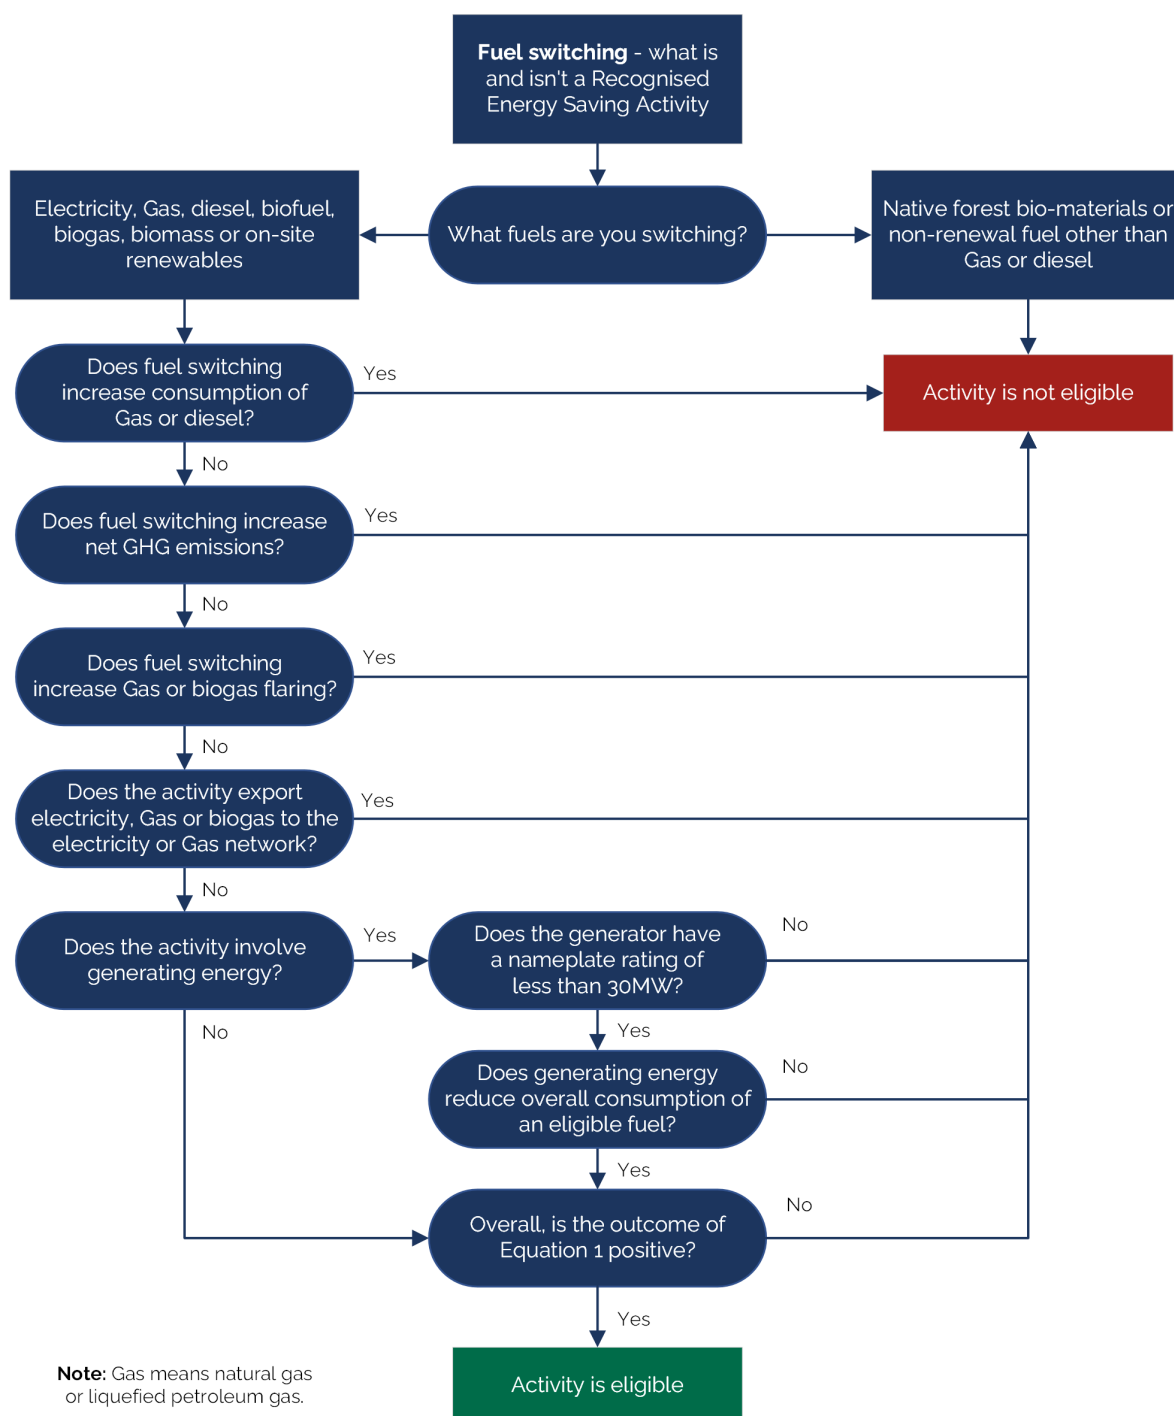 Fuel switching - what is
and isn't a Recognised
Energy Saving Activity
What fuels are you switching?
Electricity, Gas, diesel, biofuel,
biogas, biomass or on-site
renewables
Native forest bio-materials or
non-renewal fuel other than
Gas or diesel
Does fuel switching
increase consumption of
Gas or diesel?
Yes
Activity is not eligible
No
Does fuel switching increase
net GHG emissions?
Yes
No
Does fuel switching
increase Gas or biogas flaring?
Yes
No
Does the activity export
electricity, Gas or biogas to the
electricity or Gas network?
Yes
No
Does the activity involve
generating energy?
Yes
No
Does the generator have
a nameplate rating of
less than 30MW?
No
Yes
Does generating energy
reduce overall consumption of
an eligible fuel?
No
Yes
Overall, is the outcome of
Equation 1 positive?
No
Yes
Activity is eligible
Note: Gas means natural gas
or liquefied petroleum gas.